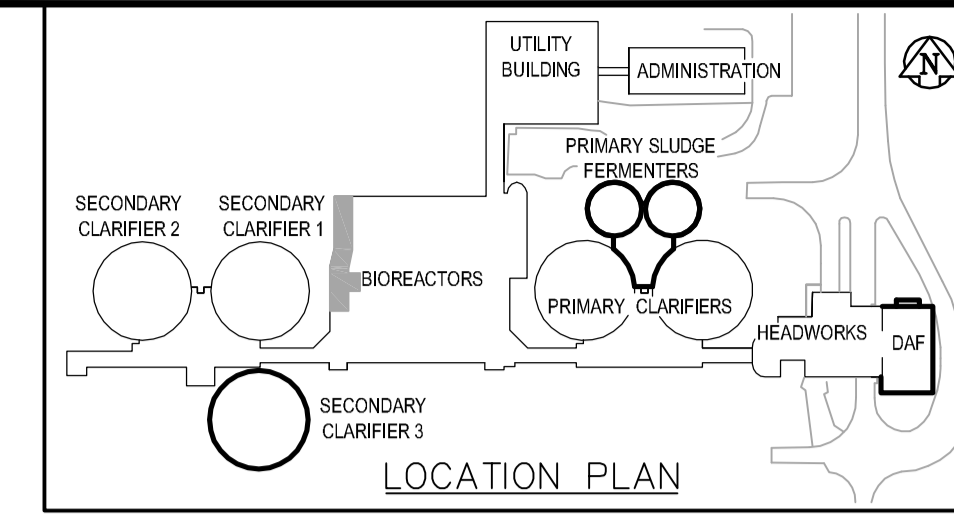 UTILITY
BUILDING
ADMINISTRATION
N
PRIMARY SLUDGE
FERMENTERS
SECONDARY
CLARIFIER 2
SECONDARY
CLARIFIER 1
BIOREACTORS
PRIMARY CLARIFIERS
HEADWORKS
DAF
SECONDARY
CLARIFIER 3
LOCATION PLAN